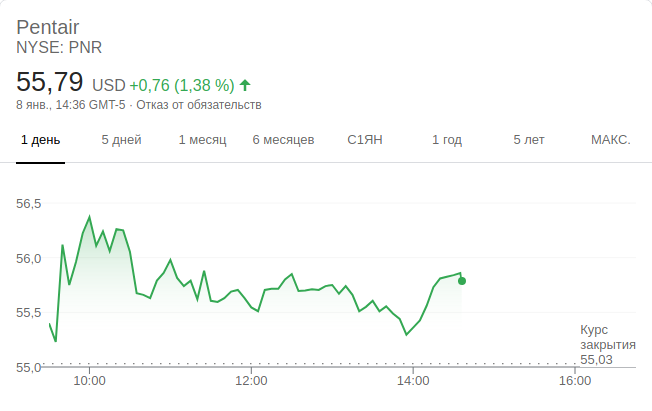 Pentair
NYSE: PNR
55,79 USD +0,76 (1,38 %)
8 янв., 14:36 GMT-5 · Отказ от обязательств
1 день 5 дней 1 месяц 6 месяцев С1ЯН 1 год 5 лет МАКС.
56,5
56,0
55,5
Курс
закрытия
55,03
55,0
10:00 12:00 14:00 16:00